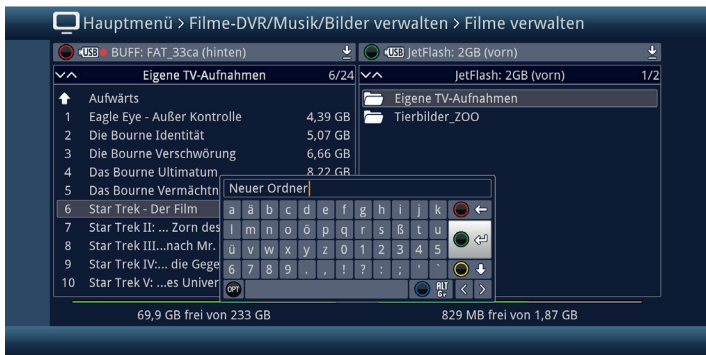 Hauptmenü > Filme-DVR/Musik/Bilder verwalten > Filme verwalten
USB BUFF: FAT_33ca (hinten)
USB JetFlash: 2GB (vorn)
Eigene TV-Aufnahmen 6/24
JetFlash: 2GB (vorn) 1/2
Aufwärts
1 Eagle Eye - Außer Kontrolle 4,39 GB
2 Die Bourne Identität 5,07 GB
3 Die Bourne Verschwörung 6,66 GB
4 Das Bourne Ultimatum 8,22 GB
5 Das Bourne Vermächtn
6 Star Trek - Der Film
7 Star Trek II: ... Zorn des
8 Star Trek III...nach Mr.
9 Star Trek IV:... die Gege
10 Star Trek V: ...es Univer
Eigene TV-Aufnahmen
Tierbilder_ZOO
Neuer Ordner
a ä b c d e f g h i j k
l m n o ö p q r s ß t u
ü v w x y z 0 1 2 3 4 5
6 7 8 9 . , ! ? : ; ' `
OPT ALT Gr < >
69,9 GB frei von 233 GB
829 MB frei von 1,87 GB